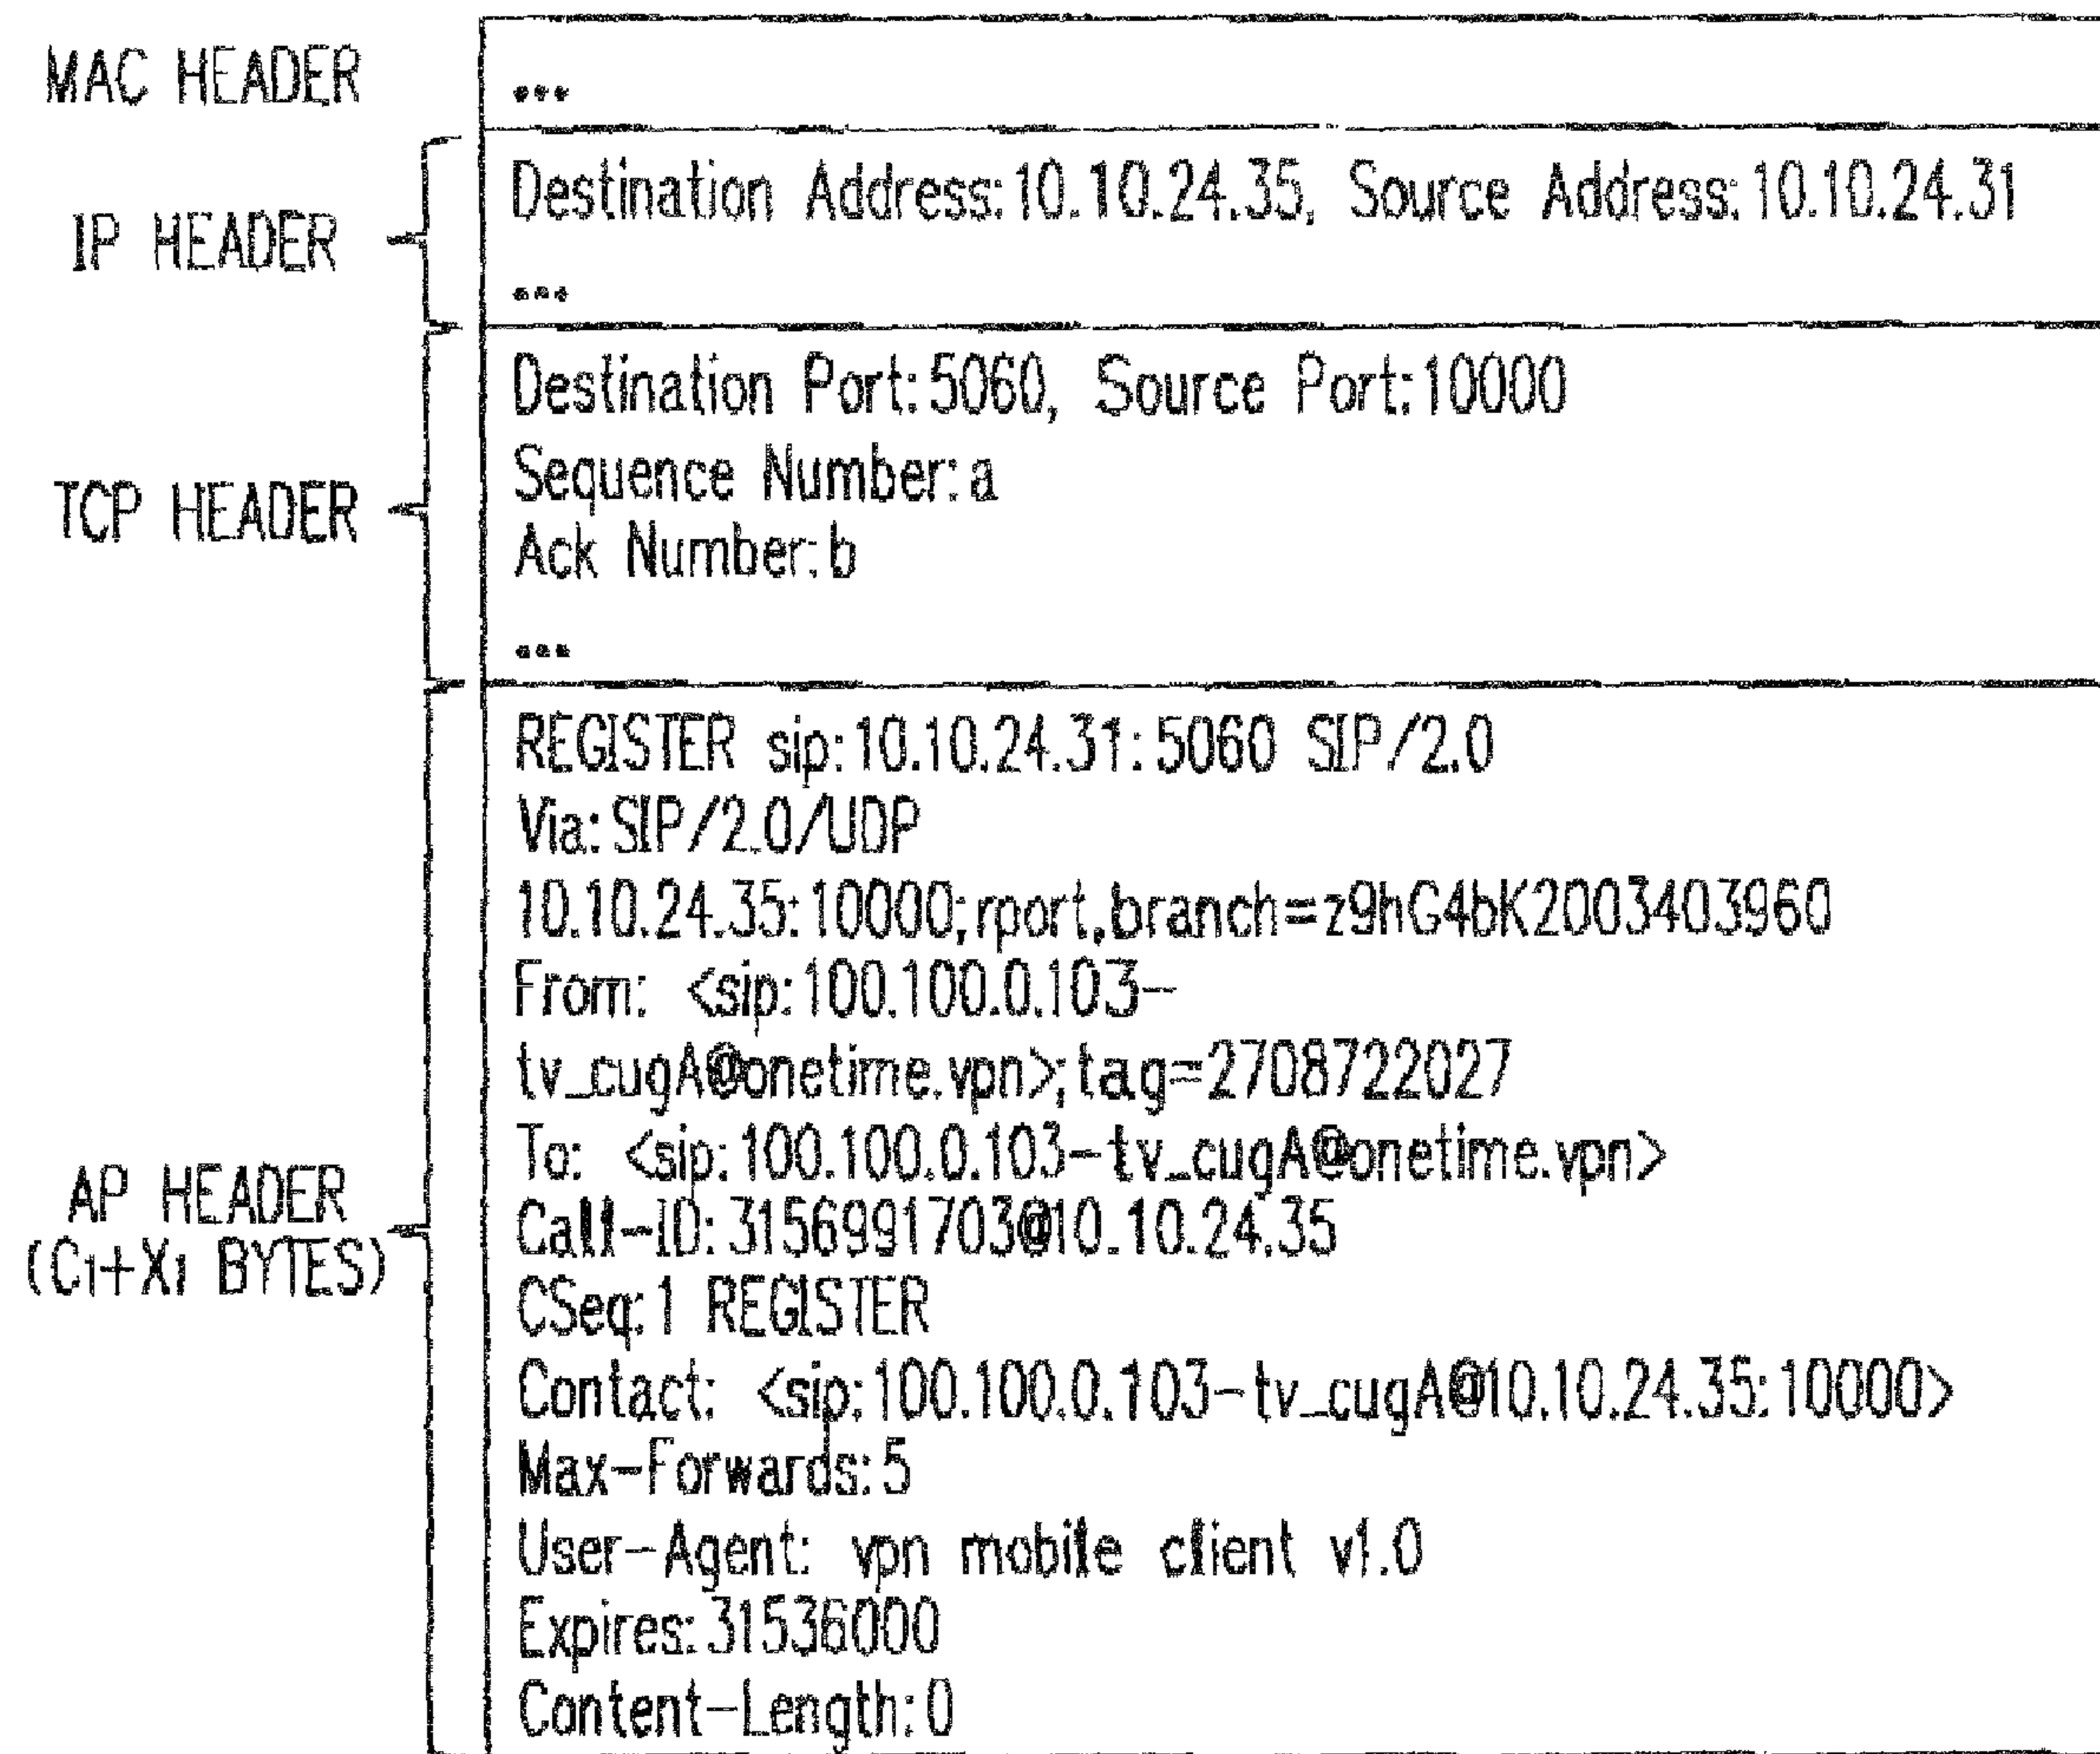 MAC HEADER
...
IP HEADER
Destination Address:10.10.24.35, Source Address:10.10.24.31
...
TCP HEADER
Destination Port:5060, Source Port:10000
Sequence Number:a
Ack Number:b
...
AP HEADER
(C1+X1 BYTES)
REGISTER sip:10.10.24.31:5060 SIP/2.0
Via:SIP/2.0/UDP
10.10.24.35:10000;rport,branch=z9hG4bK2003403960
From: <sip:100.100.0.103-
tv_cugA@onetime.vpn>;tag=2708722027
To: <sip:100.100.0.103-tv_cugA@onetime.vpn>
Call-ID:3156991703@10.10.24.35
CSeq:1 REGISTER
Contact: <sip:100.100.0.103-tv_cugA@10.10.24.35:10000>
Max-Forwards:5
User-Agent: vpn mobile client v1.0
Expires:31536000
Content-Length:0